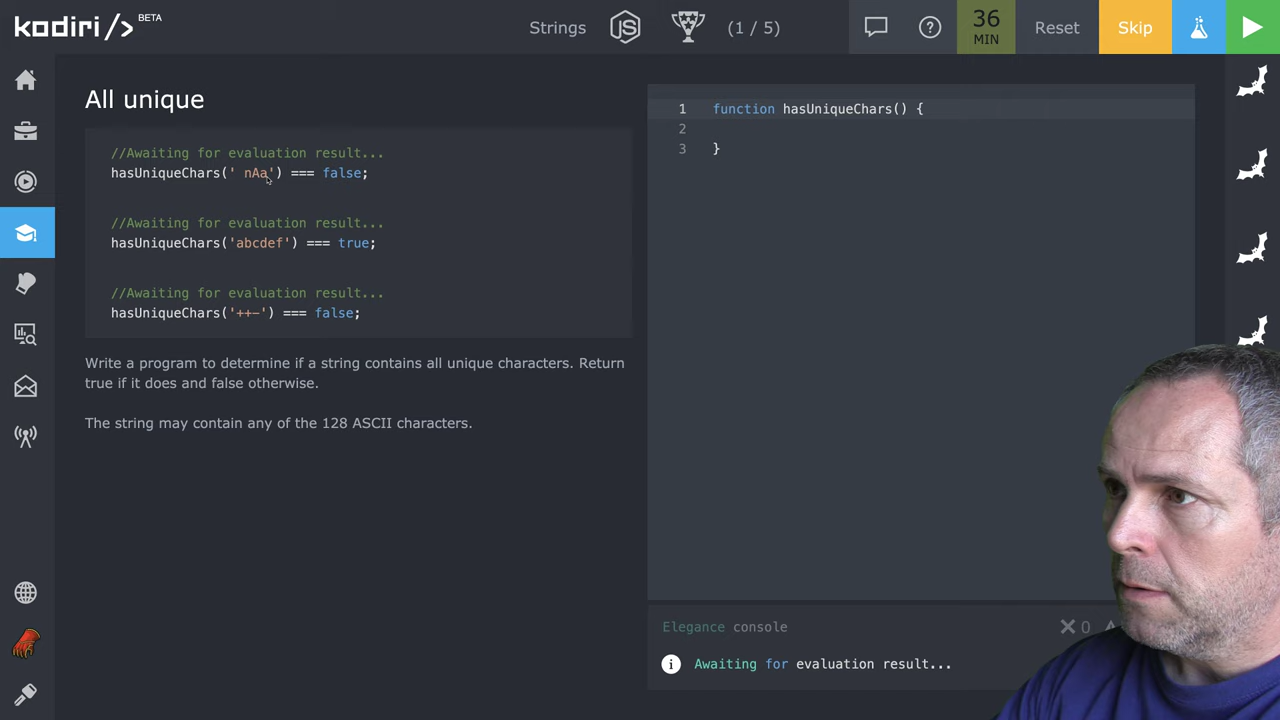 kodiri /> BETA
Strings
JS
(1 / 5)
36
MIN
Reset
Skip
All unique
//Awaiting for evaluation result...
hasUniqueChars(' nAa') === false;
//Awaiting for evaluation result...
hasUniqueChars('abcdef') === true;
//Awaiting for evaluation result...
hasUniqueChars('++-') === false;
Write a program to determine if a string contains all unique characters. Return
true if it does and false otherwise.
The string may contain any of the 128 ASCII characters.
1 function hasUniqueChars() {
2
3 }
Elegance console
0
Awaiting for evaluation result...